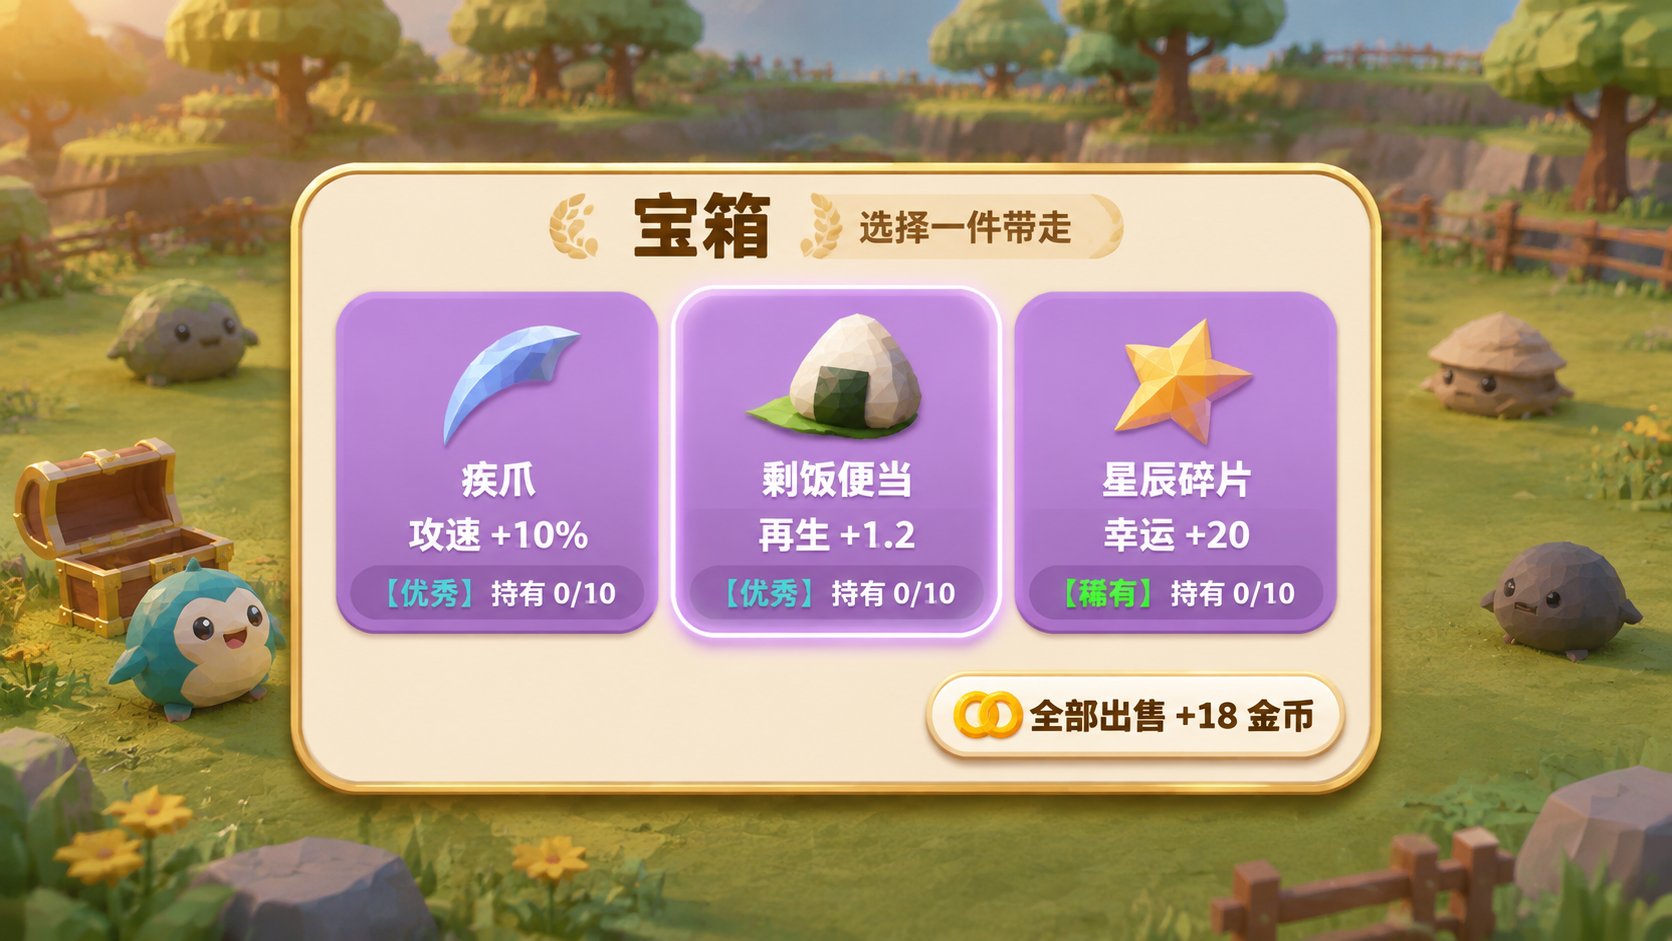 宝箱
选择一件带走
疾爪
攻速 +10%
【优秀】 持有 0/10
剩饭便当
再生 +1.2
【优秀】 持有 0/10
星辰碎片
幸运 +20
【稀有】 持有 0/10
全部出售 +18 金币